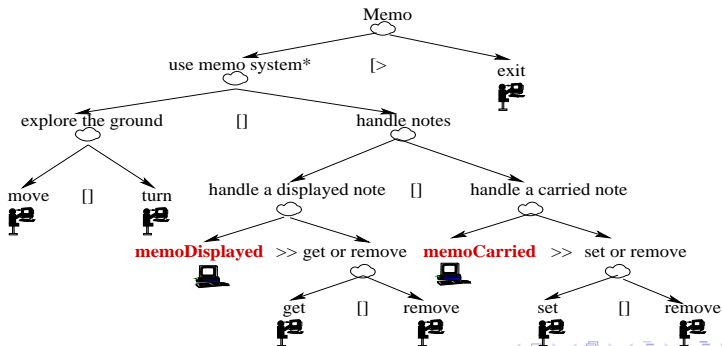 Memo
use memo system* [> exit
explore the ground [] handle notes
move [] turn handle a displayed note [] handle a carried note
memoDisplayed >> get or remove memoCarried >> set or remove
get [] remove set [] remove